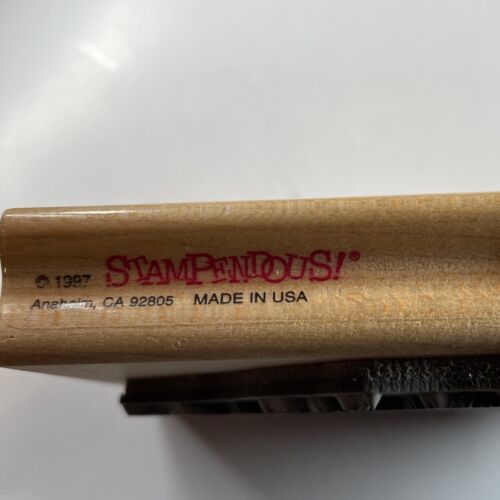 © 1997 STAMPENDOUS!®
Anaheim, CA 92805 MADE IN USA